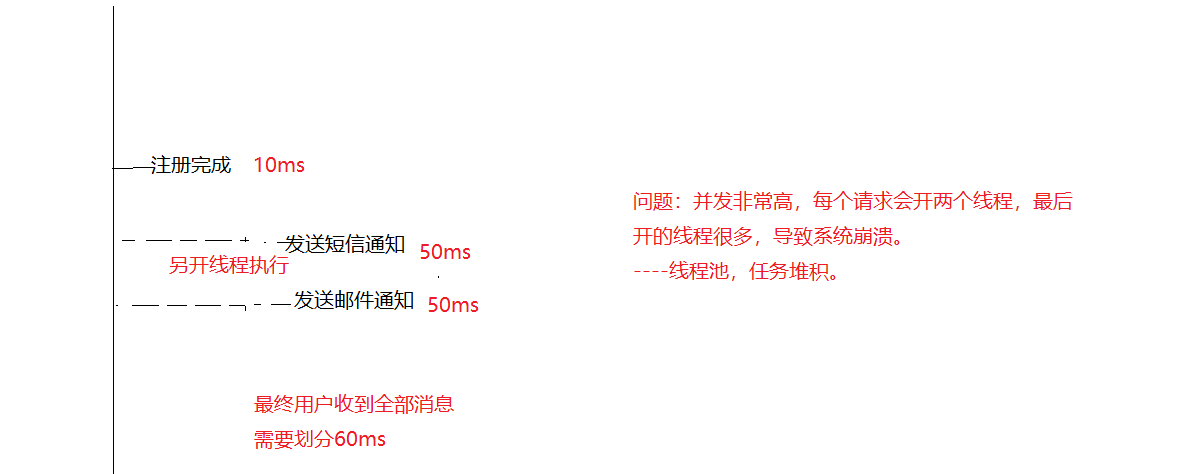 注册完成 10ms
问题：并发非常高，每个请求会开两个线程，最后
开的线程很多，导致系统崩溃。
----线程池，任务堆积。
发送短信通知 50ms
另开线程执行
发送邮件通知 50ms
最终用户收到全部消息
需要划分60ms